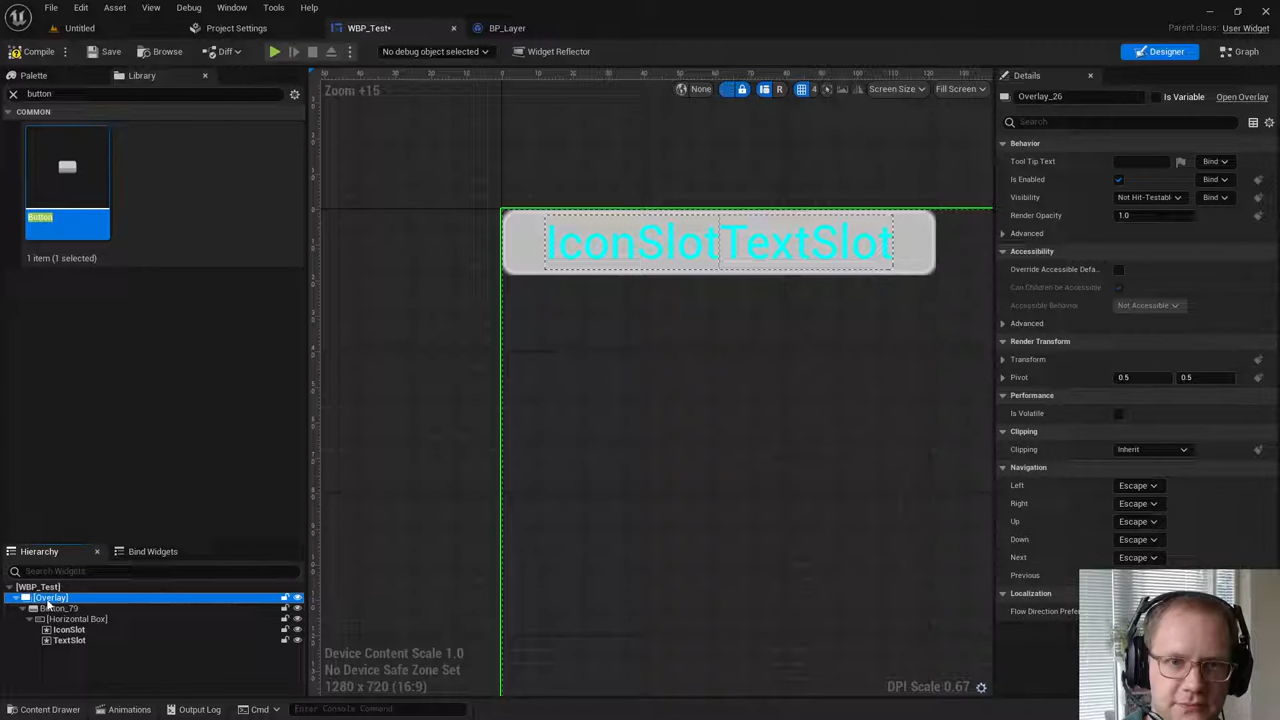 File Edit Asset View Debug Window Tools Help
Untitled Project Settings WBP_Test• BP_Layer Parent class: User Widget
Compile Save Browse Diff No debug object selected Widget Reflector Designer Graph
Palette Library
button
COMMON
Button
1 item (1 selected)
Hierarchy Bind Widgets
Search Widgets
[WBP_Test]
[Overlay]
Button_79
[Horizontal Box]
IconSlot
TextSlot
Zoom +15
None R 4 Screen Size Fill Screen
IconSlot TextSlot
Device Content Scale 1.0
No Device Safe Zone Set
1280 x 720 (16:9)
DPI Scale 0.67
Details
Overlay_26 Is Variable Open Overlay
Search
Behavior
Tool Tip Text Bind
Is Enabled Bind
Visibility Not Hit-Testabl Bind
Render Opacity 1.0
Advanced
Accessibility
Override Accessible Defa...
Can Children be Accessible
Accessible Behavior Not Accessible
Advanced
Render Transform
Transform
Pivot 0.5 0.5
Performance
Is Volatile
Clipping
Clipping Inherit
Navigation
Left Escape
Right Escape
Up Escape
Down Escape
Next Escape
Previous
Localization
Flow Direction Prefe
Content Drawer Animations Output Log Cmd Enter Console Command